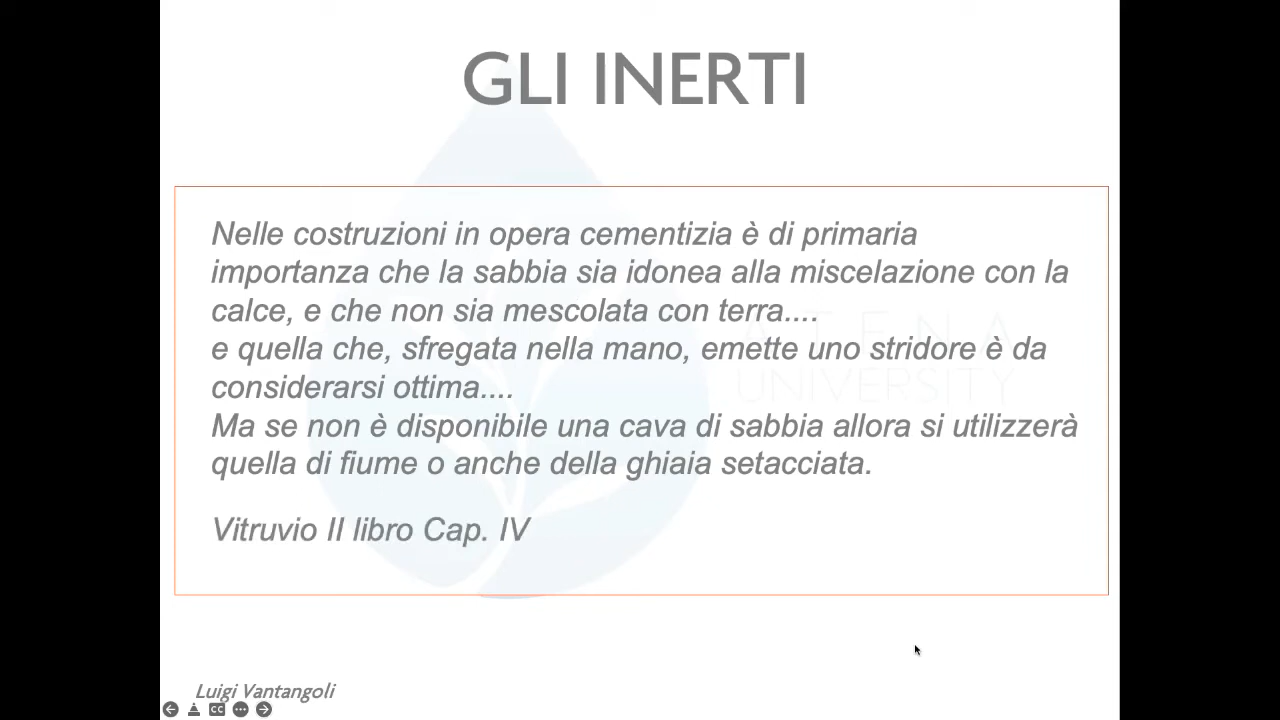 GLI INERTI
Nelle costruzioni in opera cementizia è di primaria
importanza che la sabbia sia idonea alla miscelazione con la
calce, e che non sia mescolata con terra....
e quella che, sfregata nella mano, emette uno stridore è da
considerarsi ottima....
Ma se non è disponibile una cava di sabbia allora si utilizzerà
quella di fiume o anche della ghiaia setacciata.
Vitruvio II libro Cap. IV
ATENA
UNIVERSITY
Luigi Vantangoli
CC